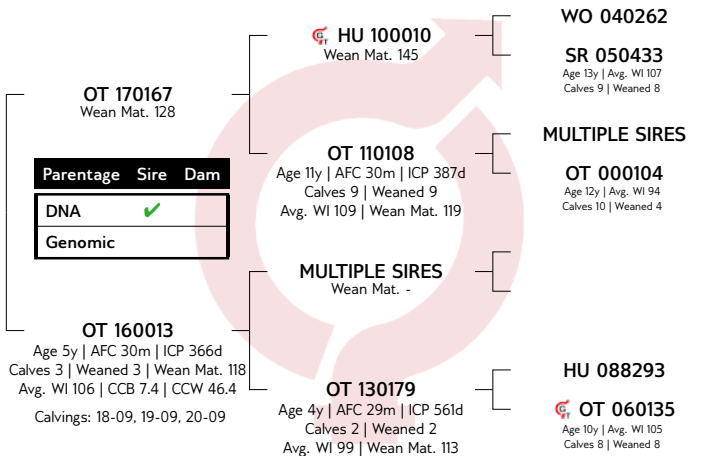 WO 040262
HU 100010
Wean Mat. 145
SR 050433
Age 13y | Avg. WI 107
Calves 9 | Weaned 8
OT 170167
Wean Mat. 128
MULTIPLE SIRES
OT 110108
Age 11y | AFC 30m | ICP 387d
Calves 9 | Weaned 9
Avg. WI 109 | Wean Mat. 119
OT 000104
Age 12y | Avg. WI 94
Calves 10 | Weaned 4
Parentage Sire Dam
DNA ✔
Genomic
MULTIPLE SIRES
Wean Mat. -
OT 160013
Age 5y | AFC 30m | ICP 366d
Calves 3 | Weaned 3 | Wean Mat. 118
Avg. WI 106 | CCB 7.4 | CCW 46.4
Calvings: 18-09, 19-09, 20-09
HU 088293
OT 130179
Age 4y | AFC 29m | ICP 561d
Calves 2 | Weaned 2
Avg. WI 99 | Wean Mat. 113
OT 060135
Age 10y | Avg. WI 105
Calves 8 | Weaned 8